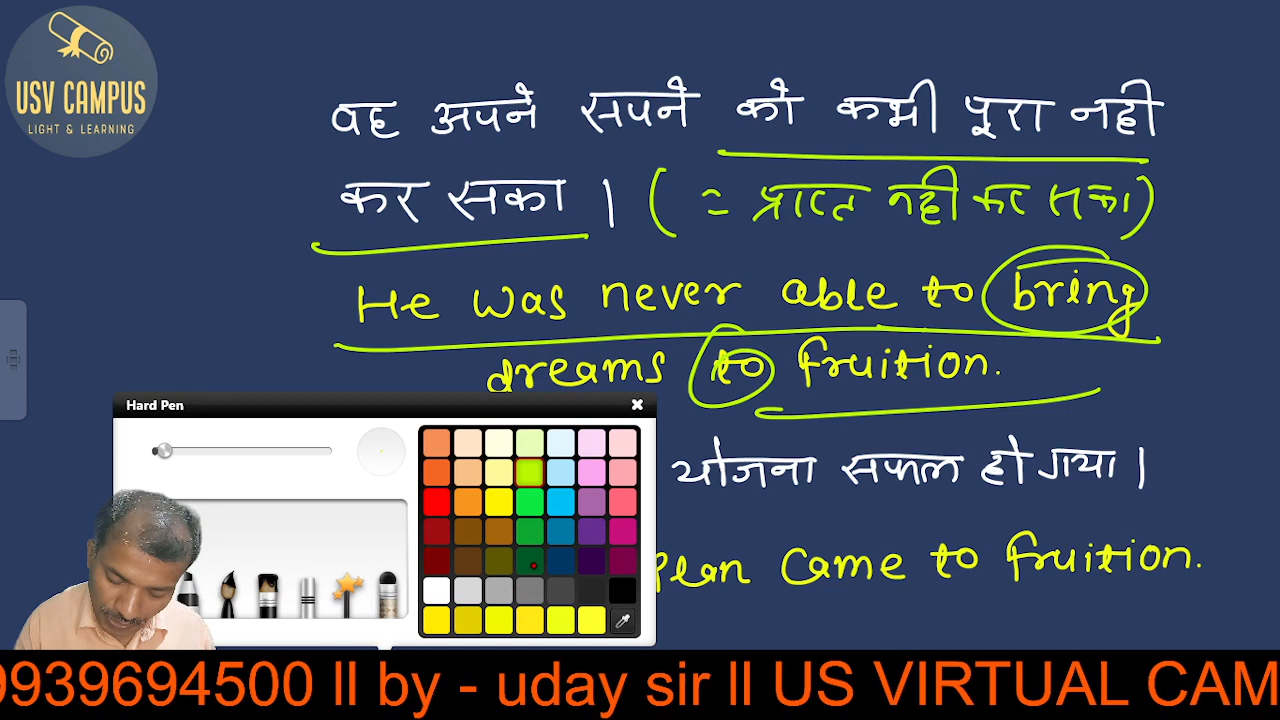 USV CAMPUS
LIGHT & LEARNING
वह अपने सपने को कभी पूरा नही
कर सका | ( = प्राप्त नही कर सका)
He was never able to bring
dreams to fruition.
Hard Pen
योजना सफल हो गया |
plan came to fruition.
9939694500 ll by - uday sir ll US VIRTUAL CAM